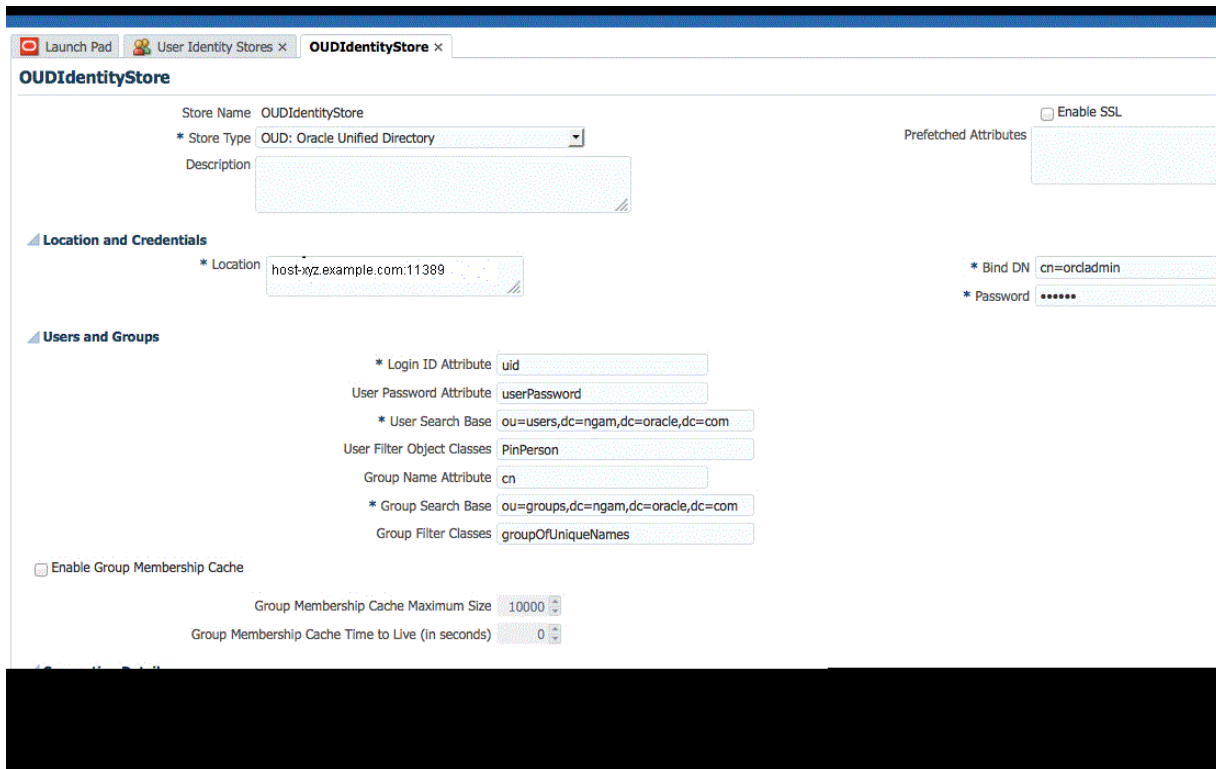 Launch Pad User Identity Stores × OUDIdentityStore ×
OUDIdentityStore
Store Name OUDIdentityStore
Enable SSL
* Store Type OUD: Oracle Unified Directory
Prefetched Attributes
Description
Location and Credentials
* Location host-xyz.example.com:11389
* Bind DN cn=orcladmin
* Password ••••••
Users and Groups
* Login ID Attribute uid
User Password Attribute userPassword
* User Search Base ou=users,dc=ngam,dc=oracle,dc=com
User Filter Object Classes PinPerson
Group Name Attribute cn
* Group Search Base ou=groups,dc=ngam,dc=oracle,dc=com
Group Filter Classes groupOfUniqueNames
Enable Group Membership Cache
Group Membership Cache Maximum Size 10000
Group Membership Cache Time to Live (in seconds) 0